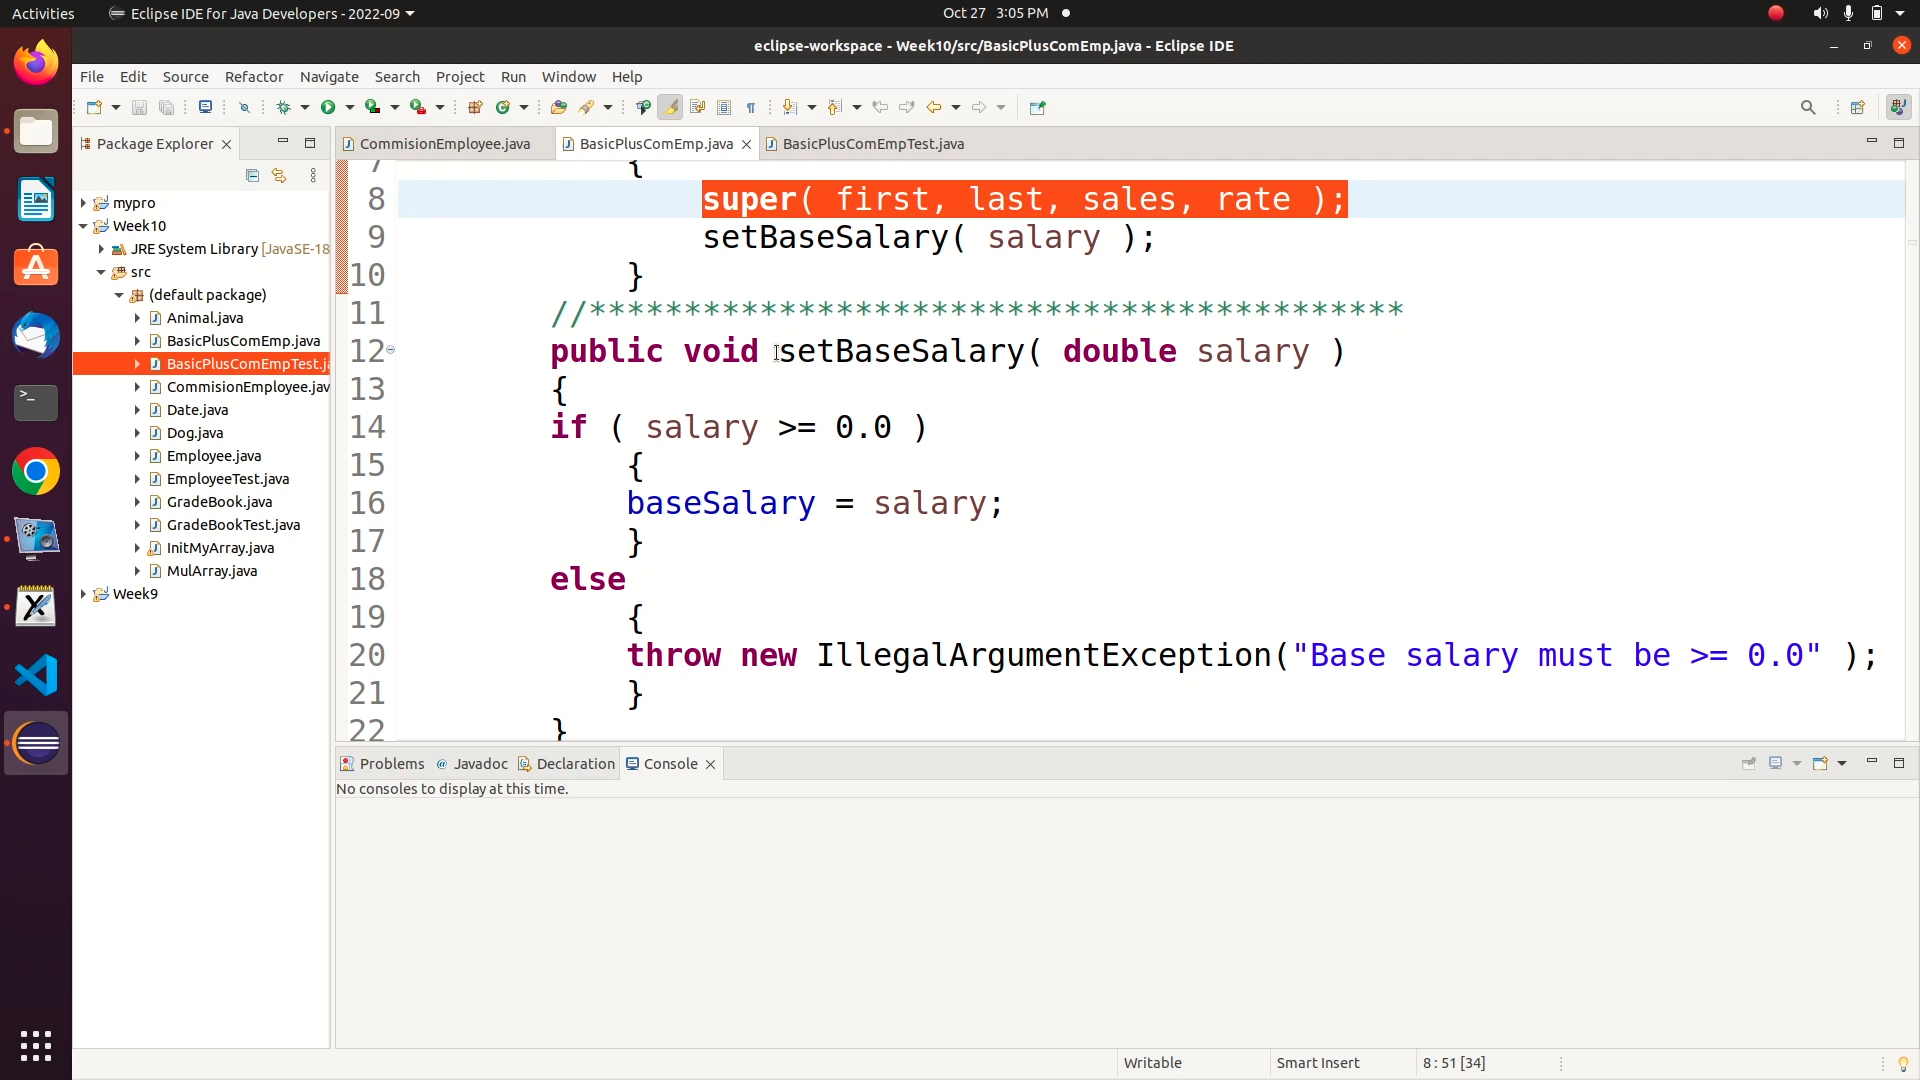 Activities
Eclipse IDE for Java Developers - 2022-09
Oct 27 3:05 PM
eclipse-workspace - Week10/src/BasicPlusComEmp.java - Eclipse IDE
File Edit Source Refactor Navigate Search Project Run Window Help
Package Explorer
CommisionEmployee.java
BasicPlusComEmp.java
BasicPlusComEmpTest.java
mypro
Week10
JRE System Library [JavaSE-18
src
(default package)
Animal.java
BasicPlusComEmp.java
BasicPlusComEmpTest.ja
CommisionEmployee.jav
Date.java
Dog.java
Employee.java
EmployeeTest.java
GradeBook.java
GradeBookTest.java
InitMyArray.java
MulArray.java
Week9
7 {
8 super( first, last, sales, rate );
9 setBaseSalary( salary );
10 }
11 //*******************************************
12 public void setBaseSalary( double salary )
13 {
14 if ( salary >= 0.0 )
15 {
16 baseSalary = salary;
17 }
18 else
19 {
20 throw new IllegalArgumentException("Base salary must be >= 0.0" );
21 }
22 }
Problems @ Javadoc Declaration Console
No consoles to display at this time.
Writable
Smart Insert
8 : 51 [34]